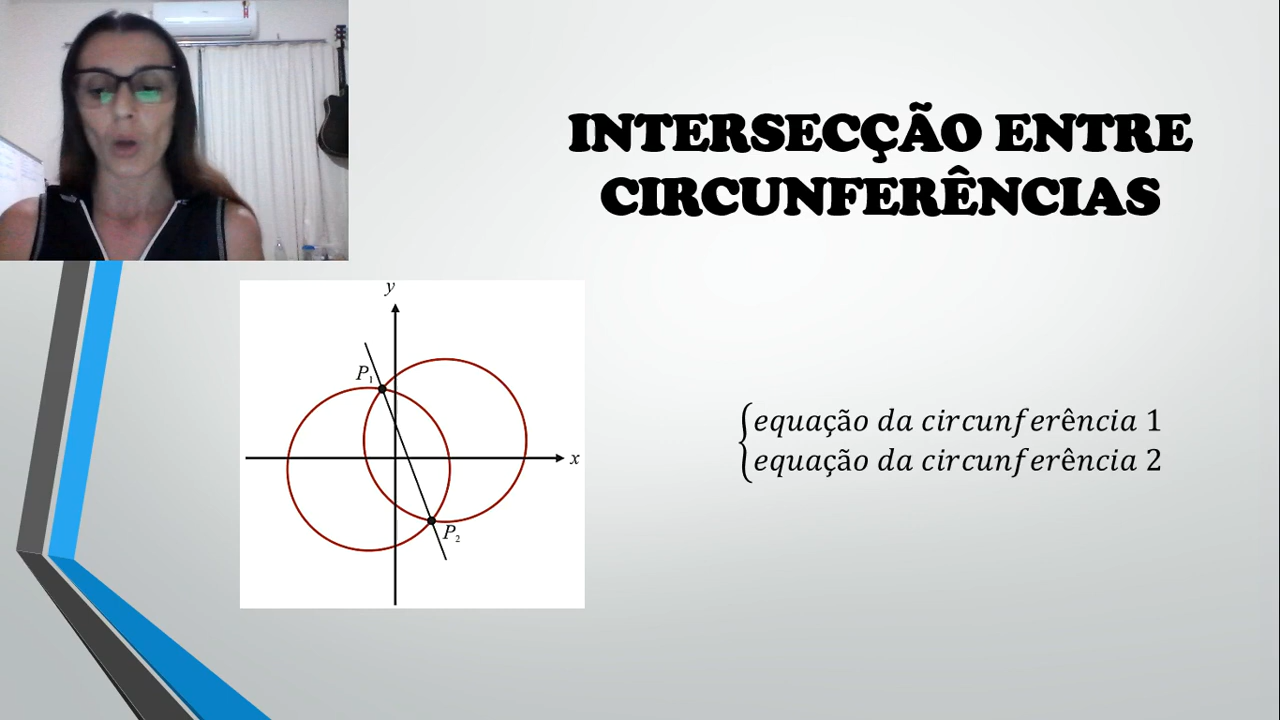 INTERSECÇÃO ENTRE
CIRCUNFERÊNCIAS
y
P₁
x
P₂
equação da circunferência 1
equação da circunferência 2